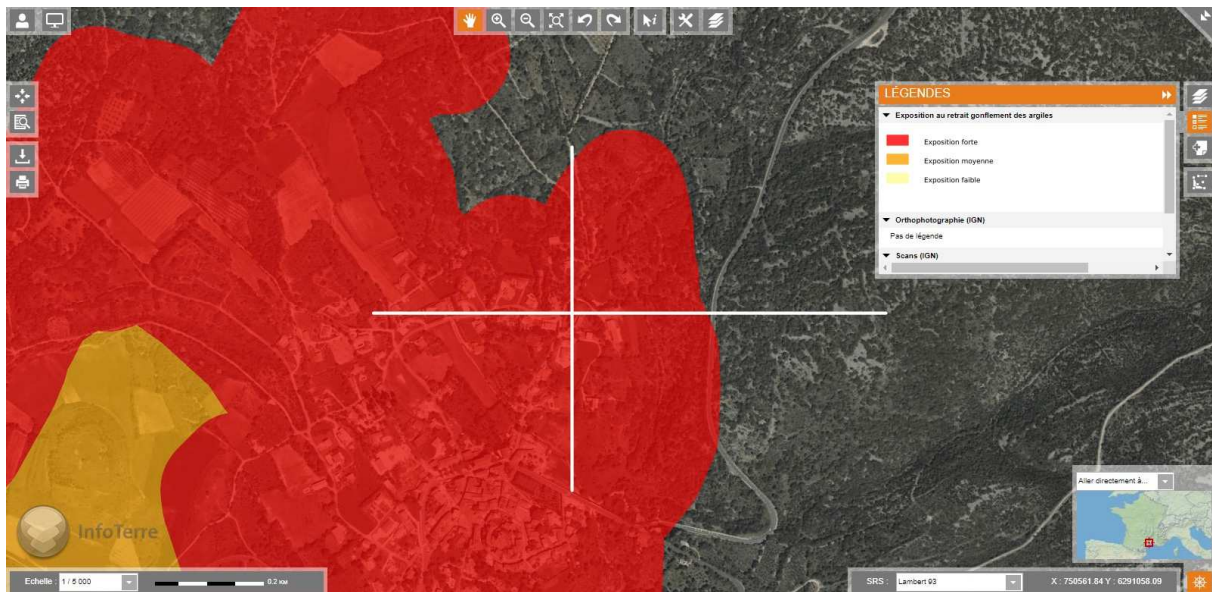 LÉGENDES
Exposition au retrait gonflement des argiles
Exposition forte
Exposition moyenne
Exposition faible
Orthophotographie (IGN)
Pas de légende
Scans (IGN)
Aller directement à...
InfoTerre
Echelle : 1 / 5 000
0.2 KM
SRS : Lambert 93
X : 750561.84 Y : 6291058.09